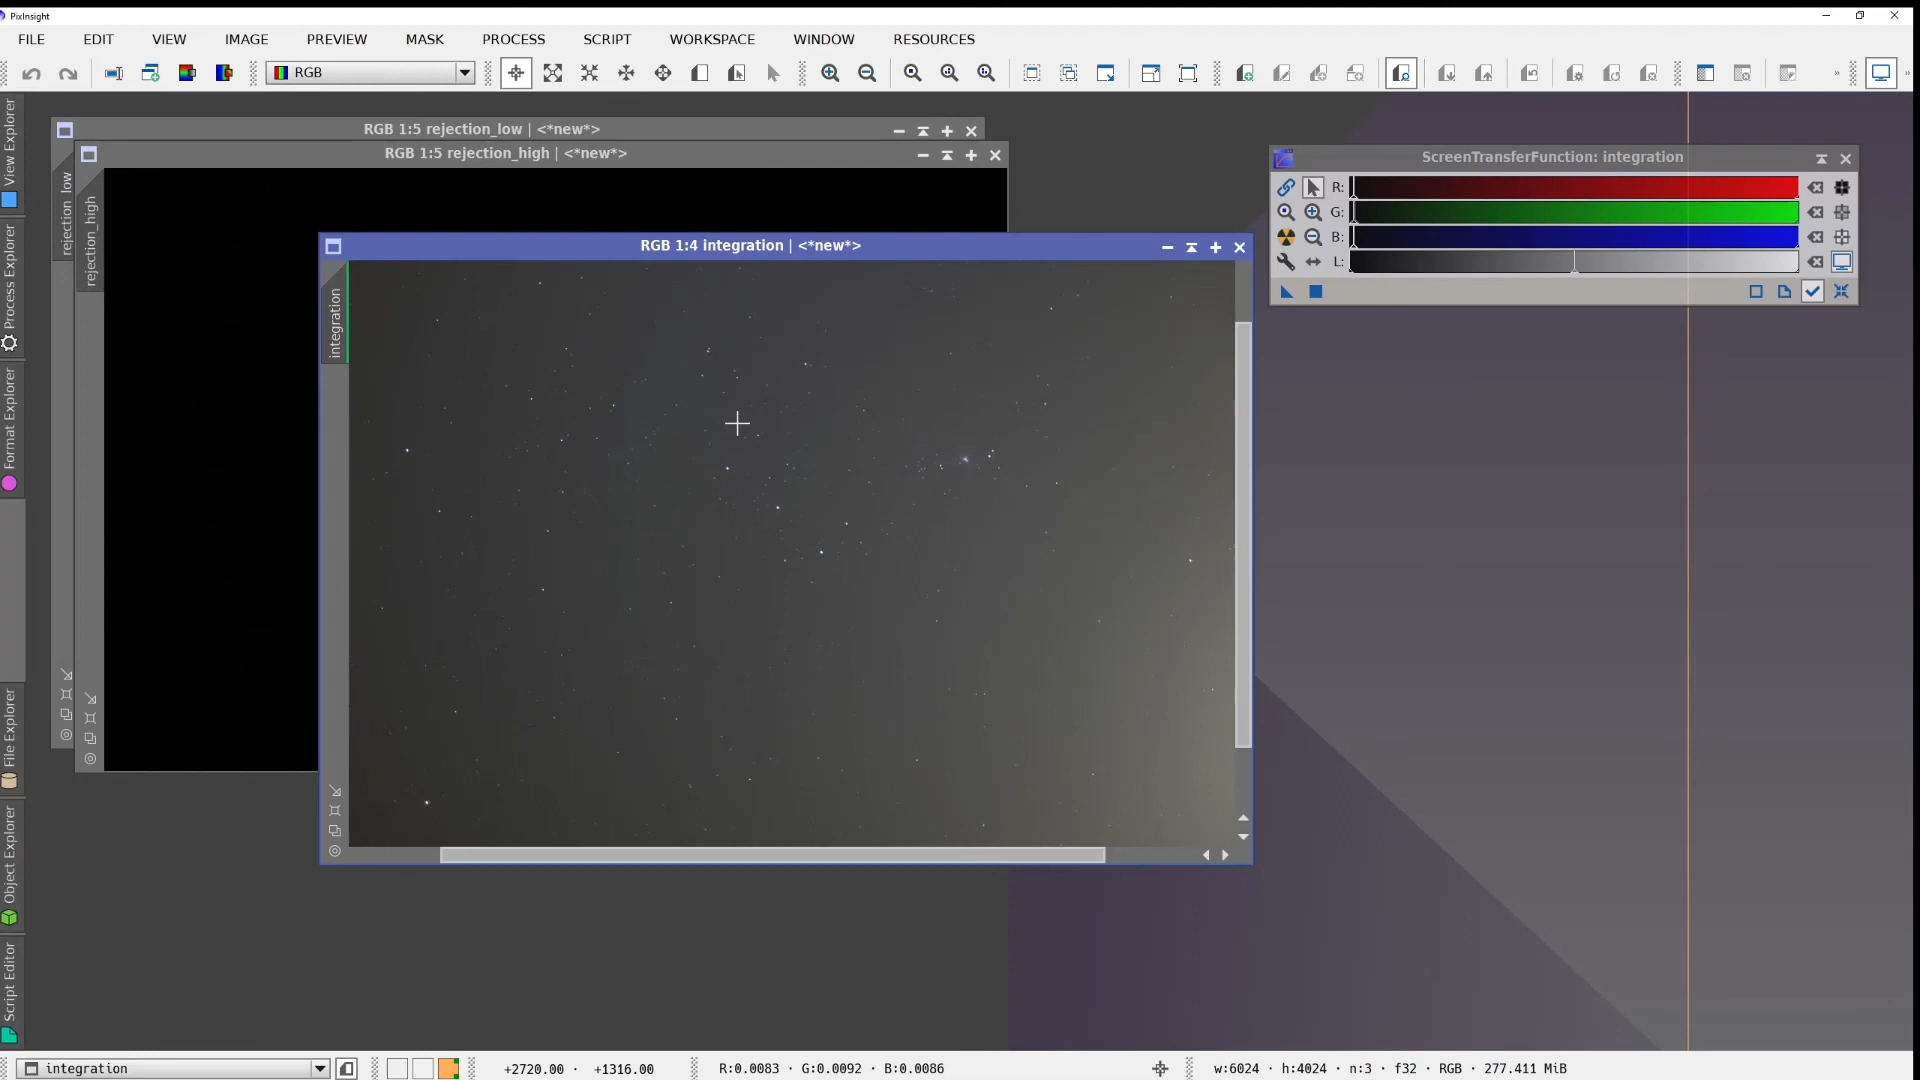 PixInsight
FILE EDIT VIEW IMAGE PREVIEW MASK PROCESS SCRIPT WORKSPACE WINDOW RESOURCES
RGB
View Explorer
Process Explorer
Format Explorer
File Explorer
Object Explorer
Script Editor
RGB 1:5 rejection_low | <*new*>
rejection_low
RGB 1:5 rejection_high | <*new*>
rejection_high
RGB 1:4 integration | <*new*>
integration
ScreenTransferFunction: integration
R:
G:
B:
L:
integration
+2720.00 · +1316.00
R:0.0083 · G:0.0092 · B:0.0086
w:6024 · h:4024 · n:3 · f32 · RGB · 277.411 MiB